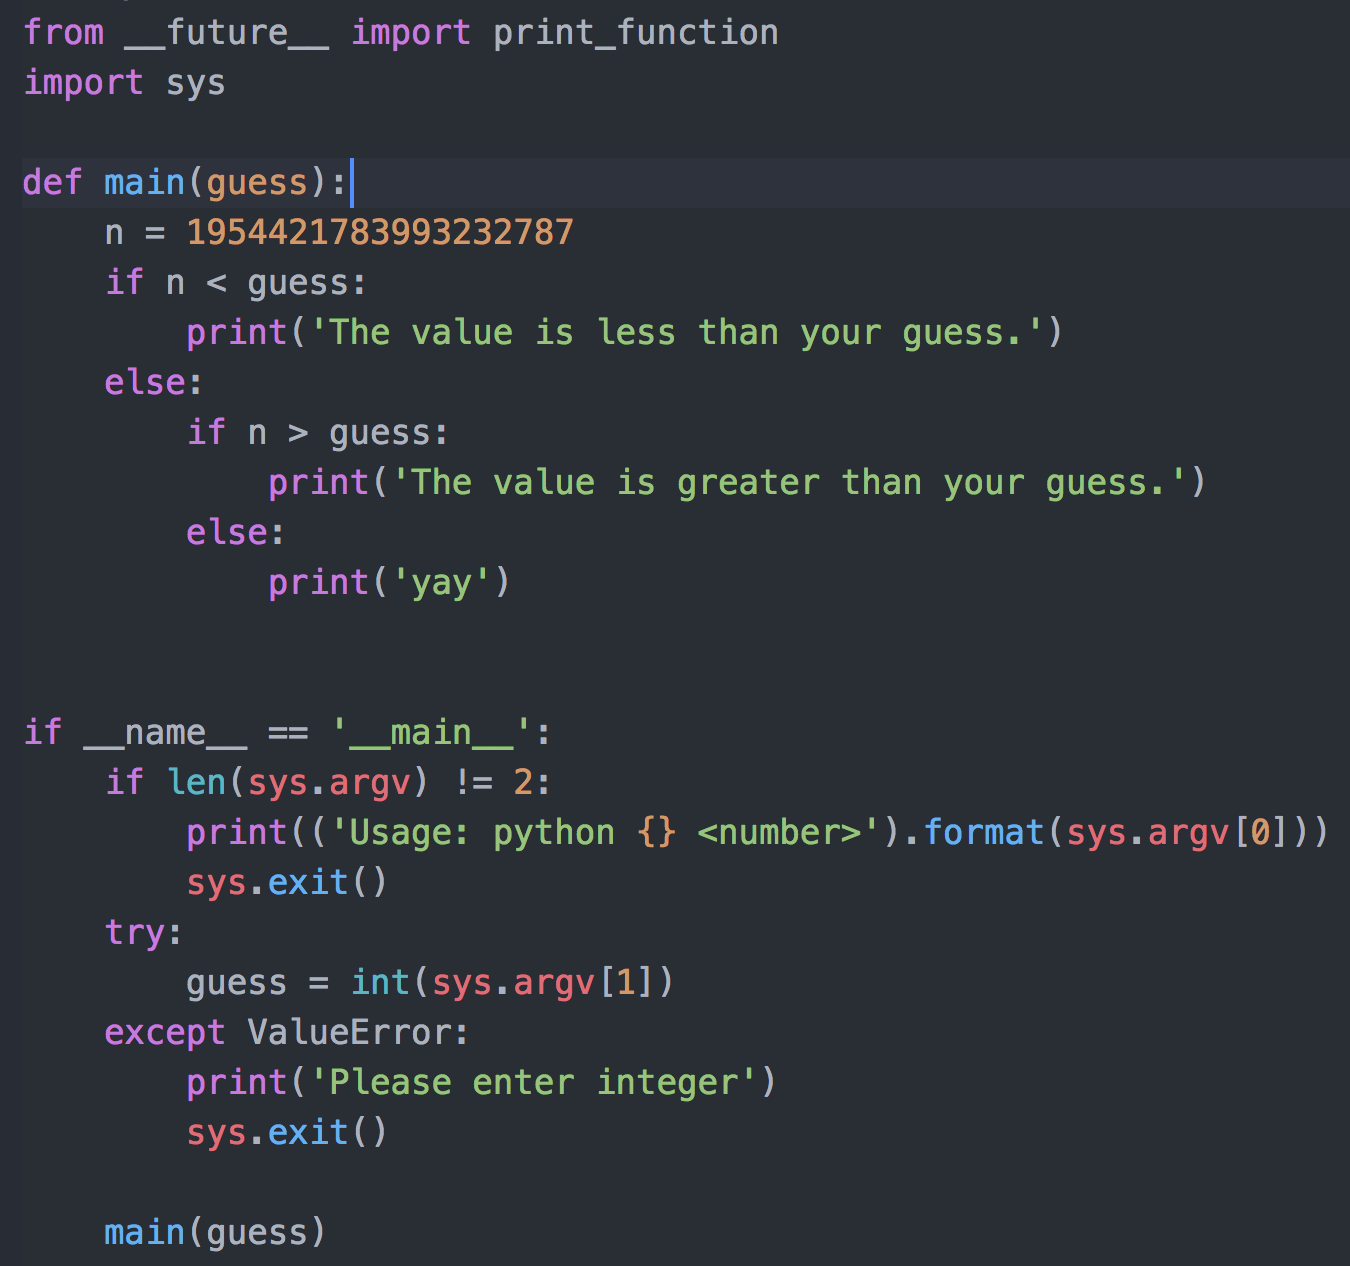 from __future__ import print_function
import sys

def main(guess):
    n = 1954421783993232787
    if n < guess:
        print('The value is less than your guess.')
    else:
        if n > guess:
            print('The value is greater than your guess.')
        else:
            print('yay')


if __name__ == '__main__':
    if len(sys.argv) != 2:
        print(('Usage: python {} <number>').format(sys.argv[0]))
        sys.exit()
    try:
        guess = int(sys.argv[1])
    except ValueError:
        print('Please enter integer')
        sys.exit()

    main(guess)